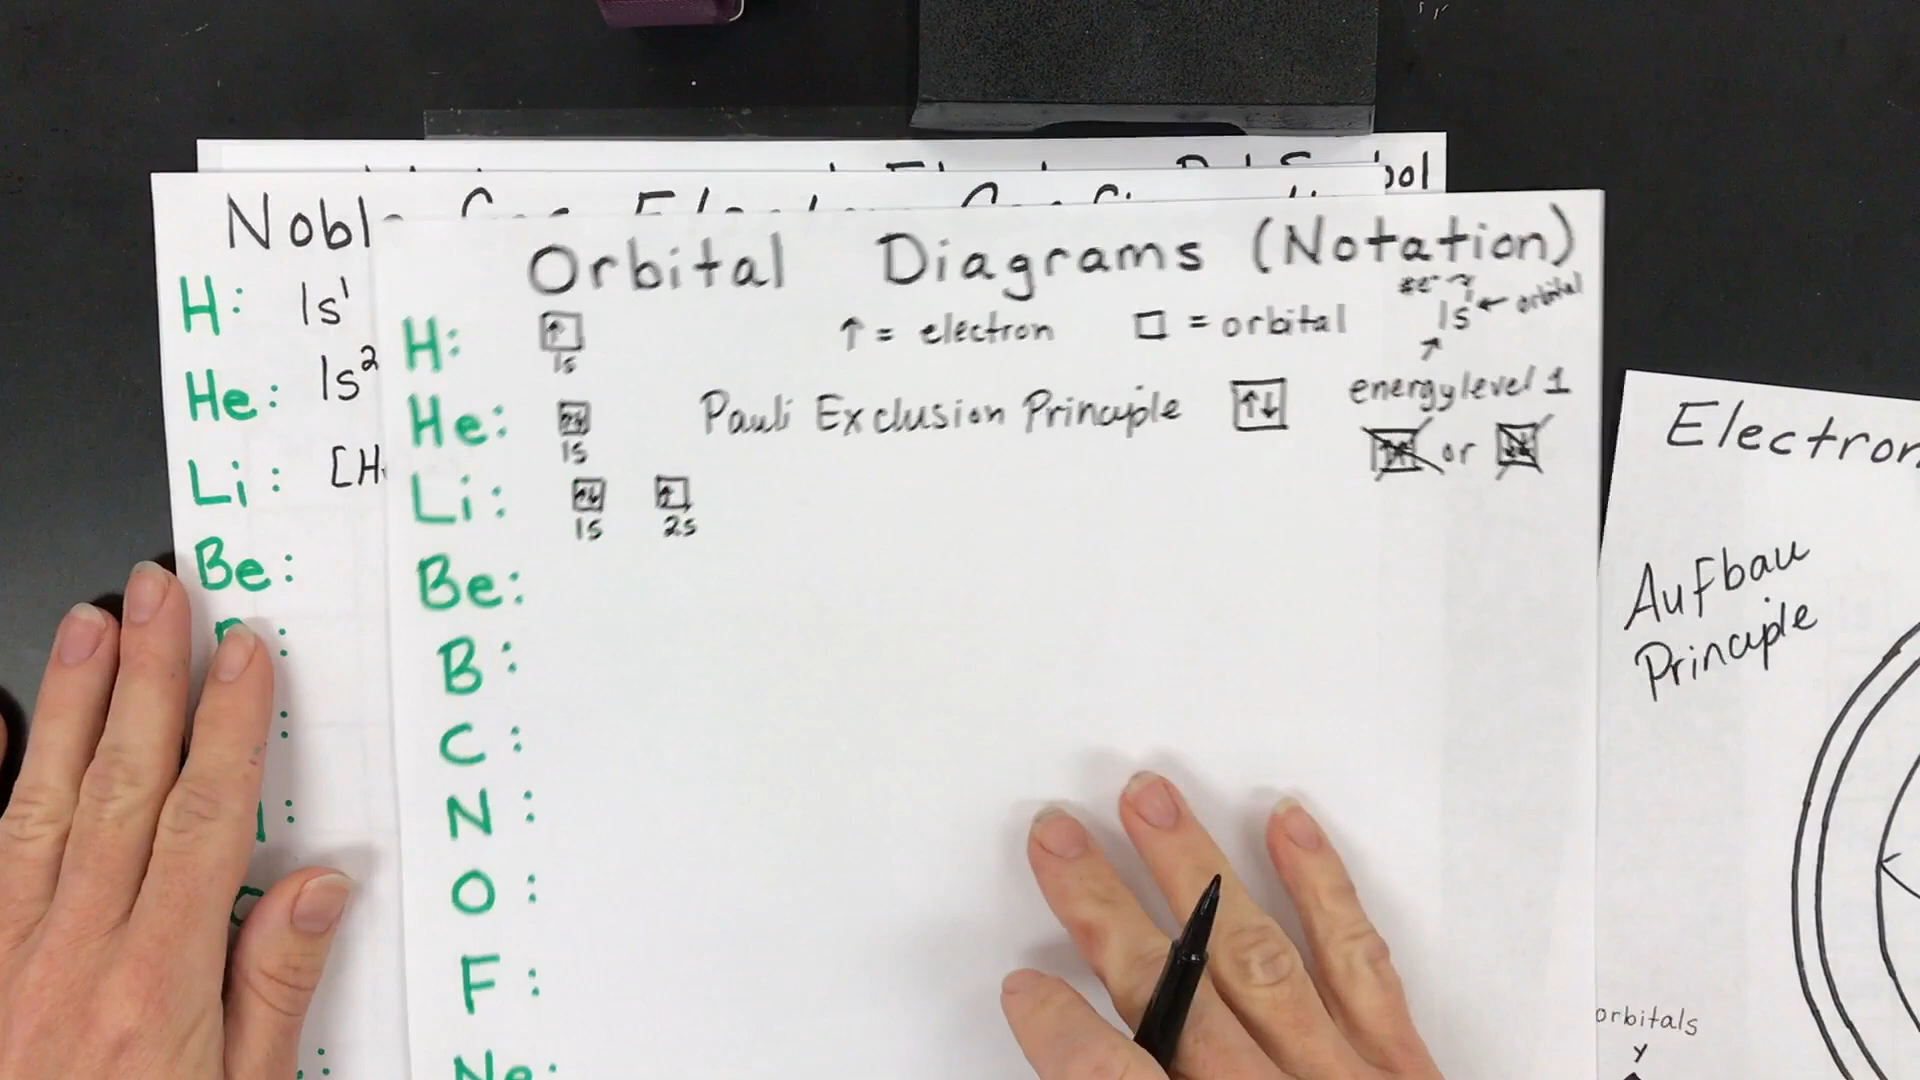 Nobl
H: 1s¹
He: 1s²
Li: [H
Be:
Orbital Diagrams (Notation)
H: ↑ 1s ↑ = electron □ = orbital 1s ← orbital
energy level 1
He: ↑↓ 1s Pauli Exclusion Principle ↑↓ or
Li: ↑↓ 1s ↑ 2s
Be:
B:
C:
N:
O:
F:
Ne:
Electron
Aufbau
Principle
orbitals
y